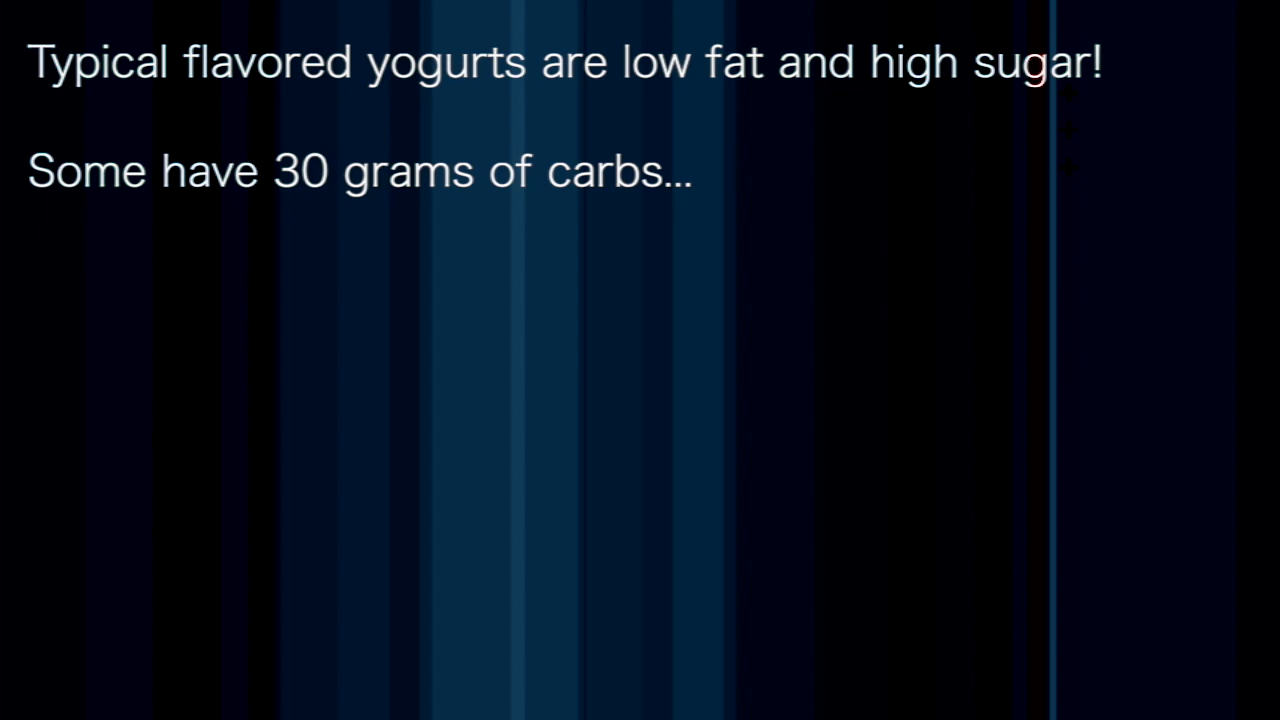 Typical flavored yogurts are low fat and high sugar!
Some have 30 grams of carbs...